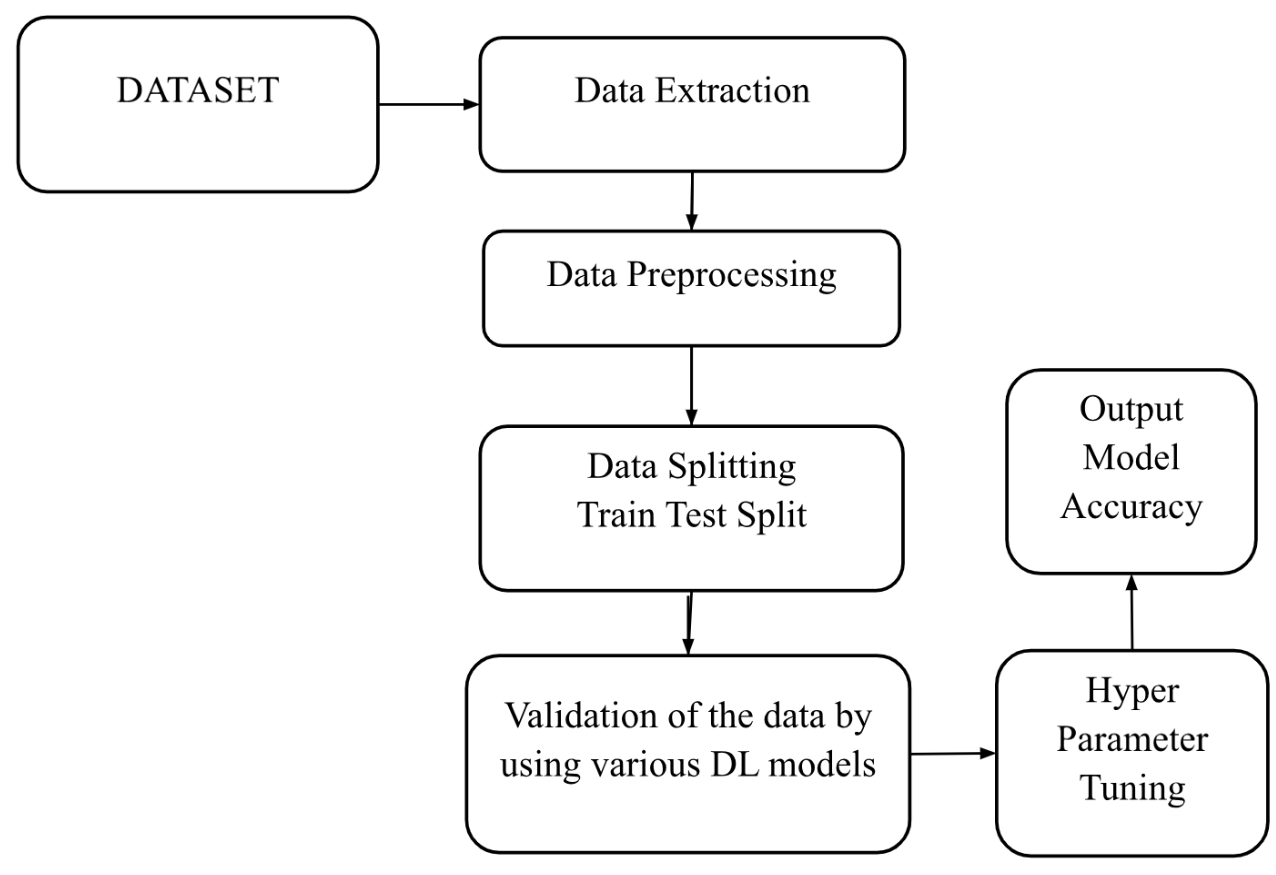 DATASET
Data Extraction
Data Preprocessing
Data Splitting
Train Test Split
Validation of the data by
using various DL models
Hyper
Parameter
Tuning
Output
Model
Accuracy